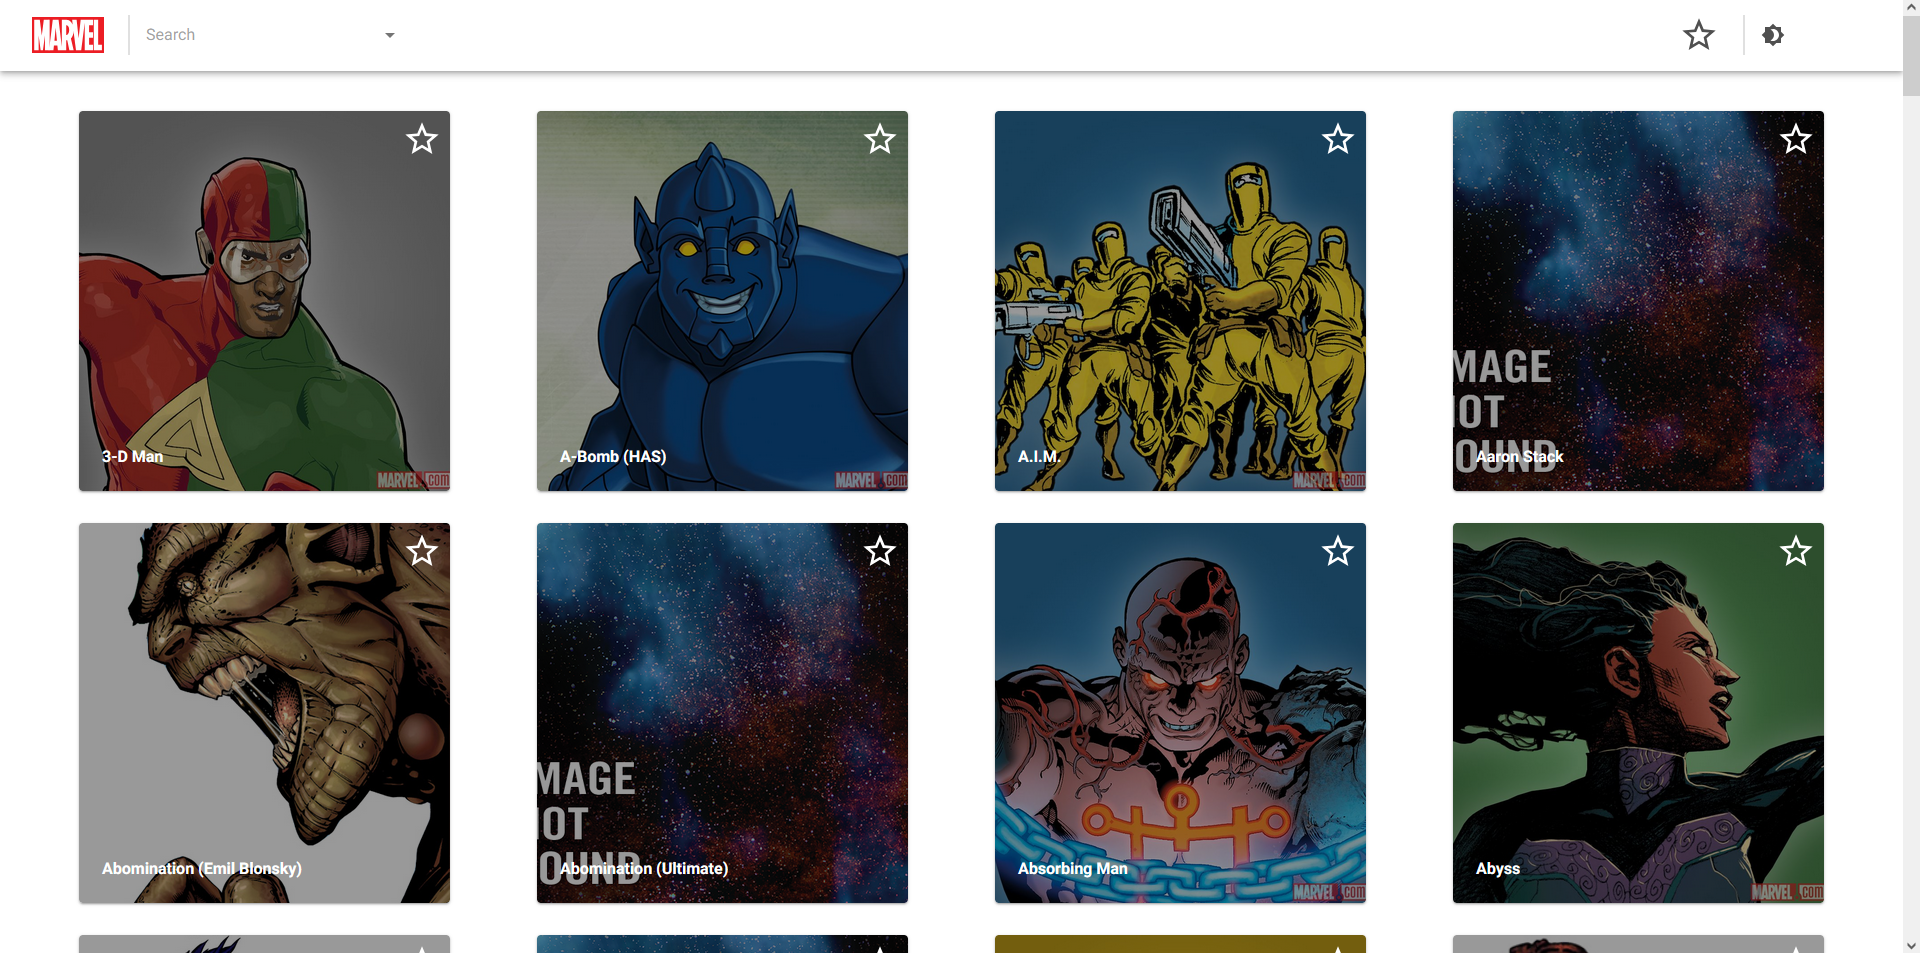 MARVEL
Search
3-D Man
MARVEL.com
A-Bomb (HAS)
MARVEL.com
A.I.M.
MARVEL.com
MAGE
OT
OUND
Aaron Stack
Abomination (Emil Blonsky)
MAGE
OT
OUND
Abomination (Ultimate)
Absorbing Man
MARVEL.com
Abyss
MARVEL.com